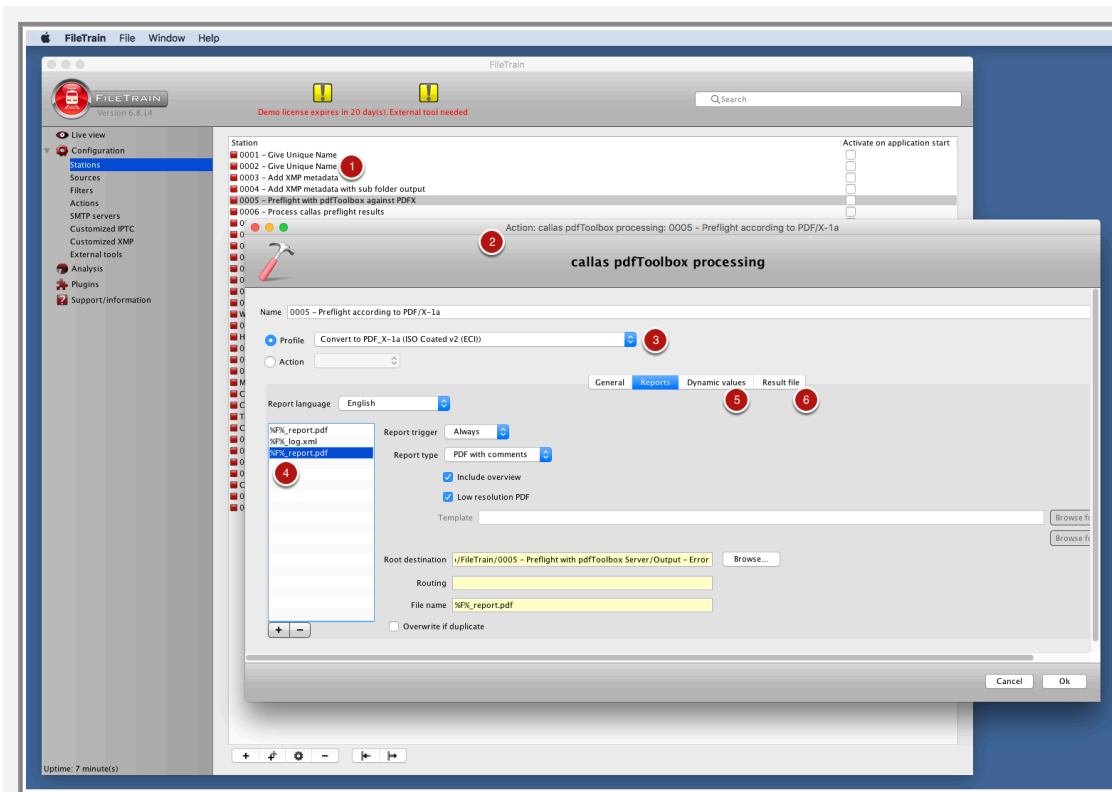 FileTrain File Window Help
FileTrain
FILETRAIN
Version 6.8.14
Demo license expires in 20 day(s). External tool needed
Search
Live view
Configuration
Stations
Sources
Filters
Actions
SMTP servers
Customized IPTC
Customized XMP
External tools
Analysis
Plugins
Support/information
Station Activate on application start
0001 – Give Unique Name
0002 – Give Unique Name
1
0003 – Add XMP metadata
0004 – Add XMP metadata with sub folder output
0005 – Preflight with pdfToolbox against PDFX
0006 – Process callas preflight results
Action: callas pdfToolbox processing: 0005 – Preflight according to PDF/X-1a
2
callas pdfToolbox processing
Name 0005 – Preflight according to PDF/X-1a
Profile Convert to PDF_X-1a (ISO Coated v2 (ECI))
3
Action
General Reports Dynamic values Result file
5 6
Report language English
%F%_report.pdf
%F%_log.xml
%F%_report.pdf
4
Report trigger Always
Report type PDF with comments
Include overview
Low resolution PDF
Template
Browse
Browse
Root destination /FileTrain/0005 – Preflight with pdfToolbox Server/Output – Error Browse...
Routing
File name %F%_report.pdf
Overwrite if duplicate
+ –
Cancel Ok
+ –
Uptime: 7 minute(s)